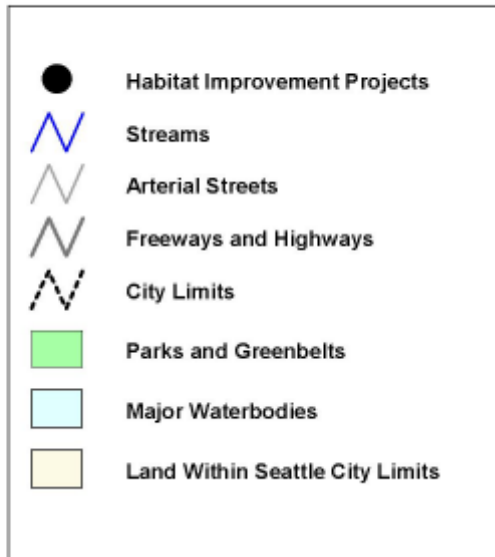 Habitat Improvement Projects
Streams
Arterial Streets
Freeways and Highways
City Limits
Parks and Greenbelts
Major Waterbodies
Land Within Seattle City Limits